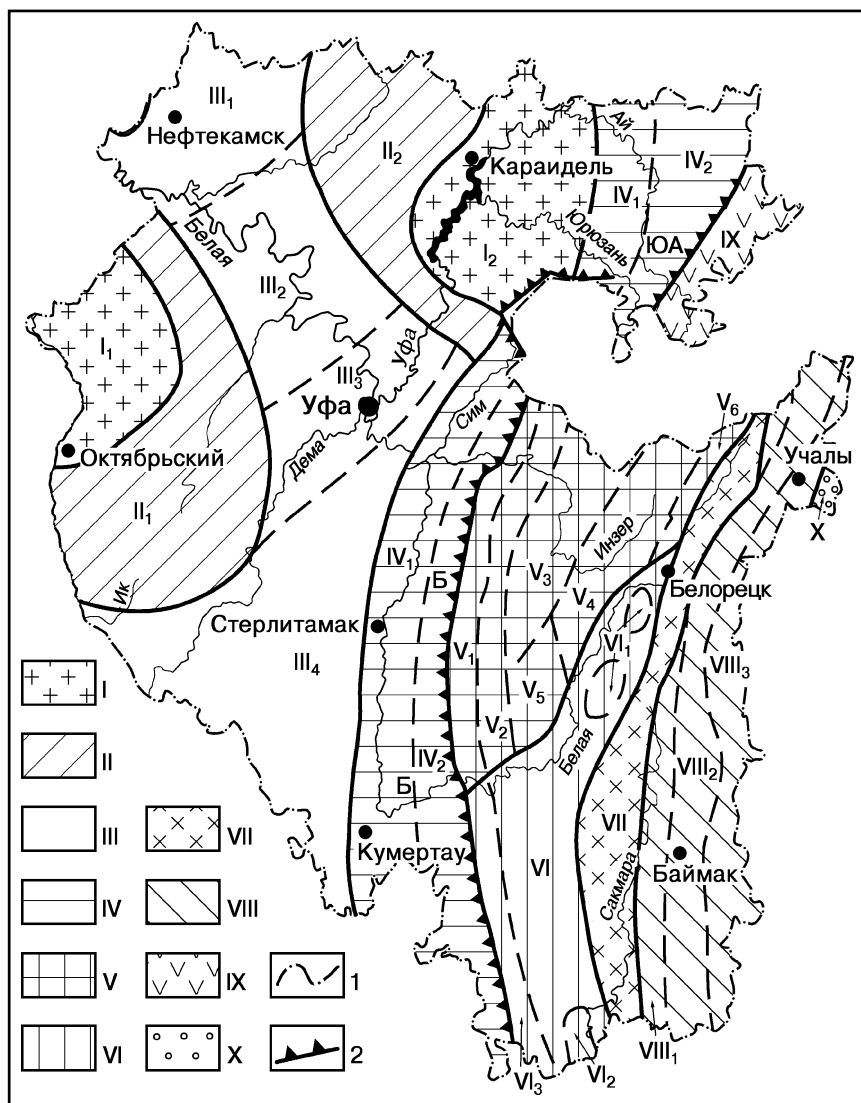 III₁
Нефтекамск
II₂
Караидель
Ай
IV₂
IV₁
Белая
I₂
Юрюзань
ЮА
IX
III₂
I₁
Уфа
III₃
Уфа
Сим
V₆
Дема
Учалы
Октябрьский
X
II₁
IV₁
Б
V₃
Инзер
V₄
Белорецк
Ик
Стерлитамак
V₁
VI₁
VIII₃
III₄
V₅
V₂
Белая
IV₂
VIII₂
Б
Кумертау
VI
VII
Сакмара
Баймак
VI₃
VI₂
VIII₁
I
II
III
VII
IV
VIII
V
IX
1
VI
X
2